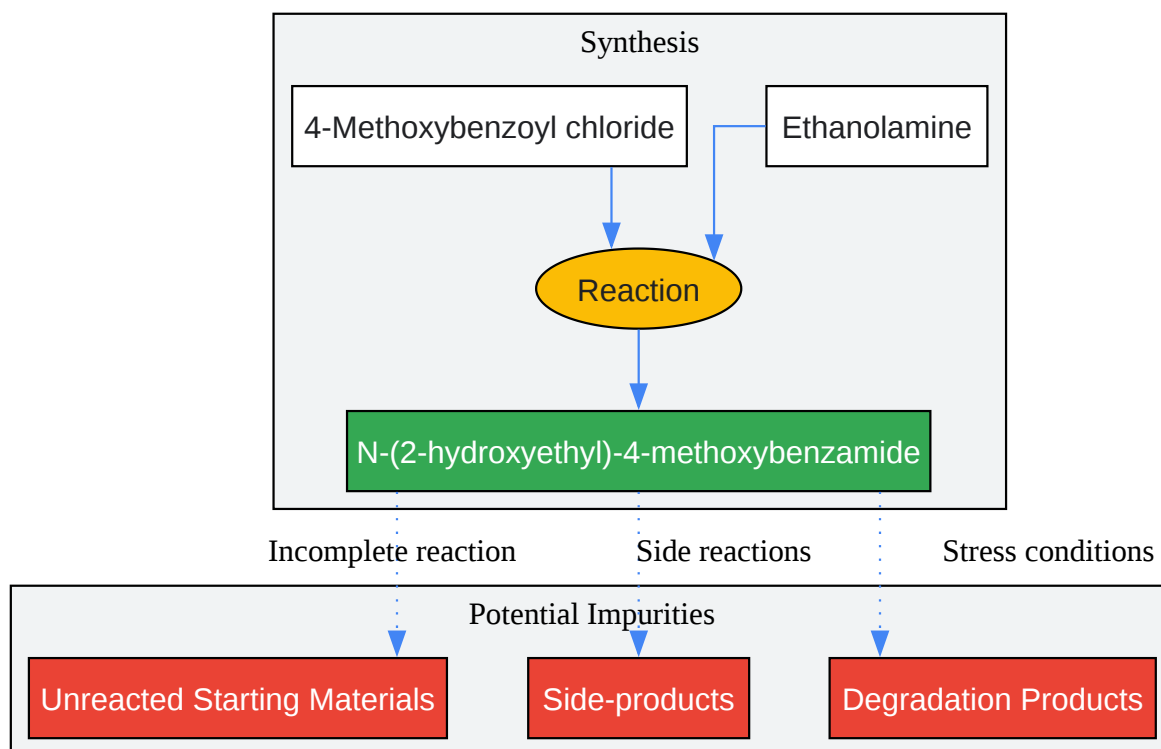 Synthesis
4-Methoxybenzoyl chloride
Ethanolamine
Reaction
N-(2-hydroxyethyl)-4-methoxybenzamide
Incomplete reaction
Side reactions
Stress conditions
Potential Impurities
Unreacted Starting Materials
Side-products
Degradation Products